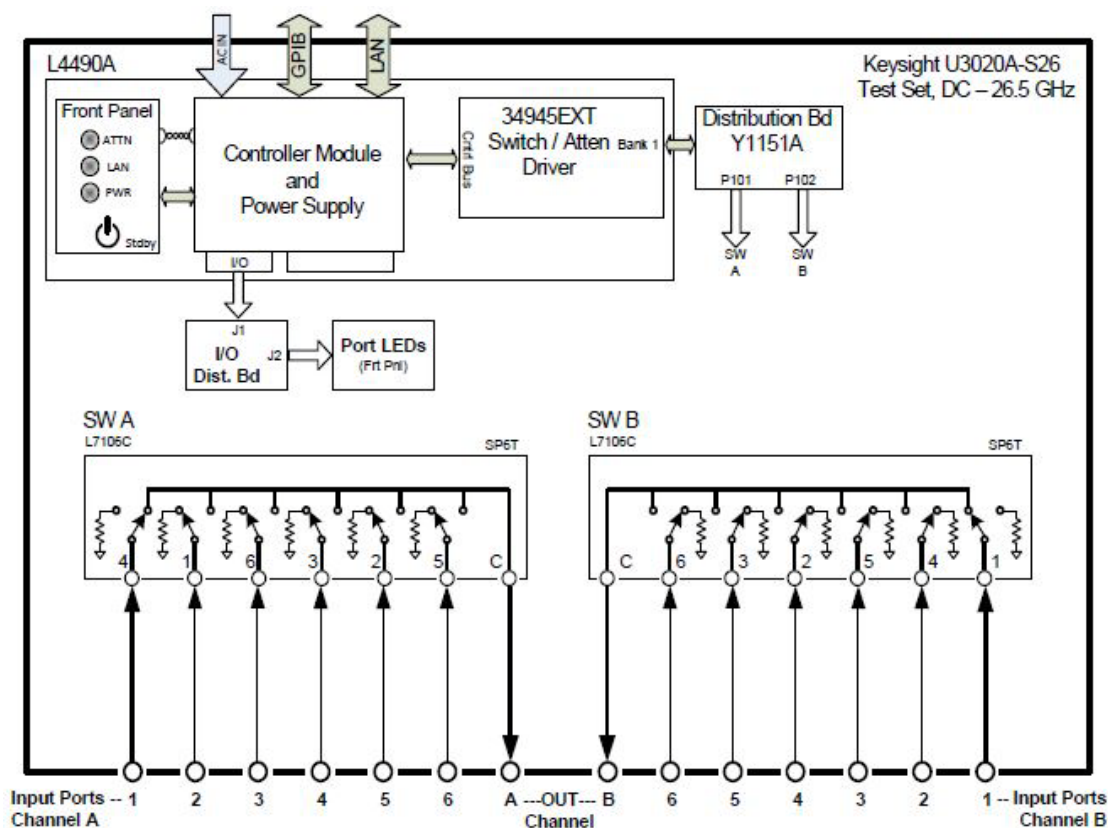 AC IN
GPIB
LAN
L4490A
Keysight U3020A-S26
Test Set, DC – 26.5 GHz
Front Panel
ATTN
LAN
PWR
Stdby
Controller Module
and
Power Supply
I/O
34945EXT
Switch / Atten
Driver
Cntrl Bus
Bank 1
Distribution Bd
Y1151A
P101 P102
SW SW
A B
J1
I/O J2
Dist. Bd
Port LEDs
(Frt Pnl)
SW A
L7106C SP6T
4 1 6 3 2 5 C
SW B
L7106C SP6T
C 6 3 2 5 4 1
Input Ports -- 1 2 3 4 5 6 A ---OUT--- B 6 5 4 3 2 1 -- Input Ports
Channel A Channel Channel B